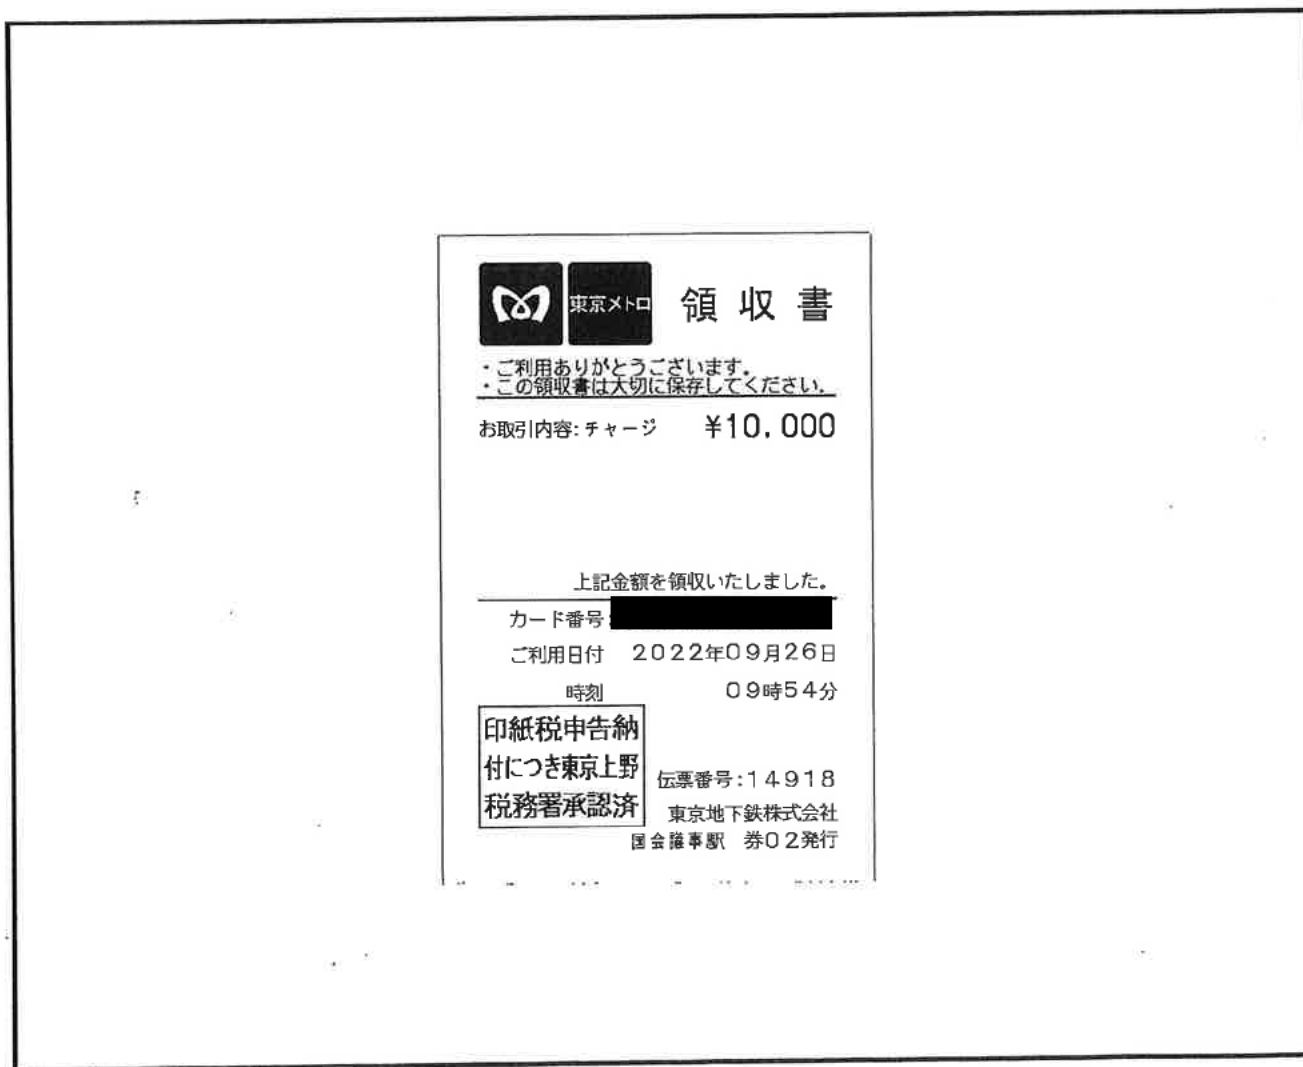 東京メトロ 領収書
・ご利用ありがとうございます。
・この領収書は大切に保存してください。
お取引内容:チャージ ¥10,000
上記金額を領収いたしました。
カード番号:
ご利用日付 2022年09月26日
時刻 09時54分
印紙税申告納
付につき東京上野
税務署承認済
伝票番号:14918
東京地下鉄株式会社
国会議事駅 券02発行